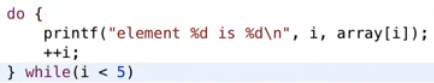 do {
    printf("element %d is %d\n", i, array[i]);
    ++i;
} while(i < 5)